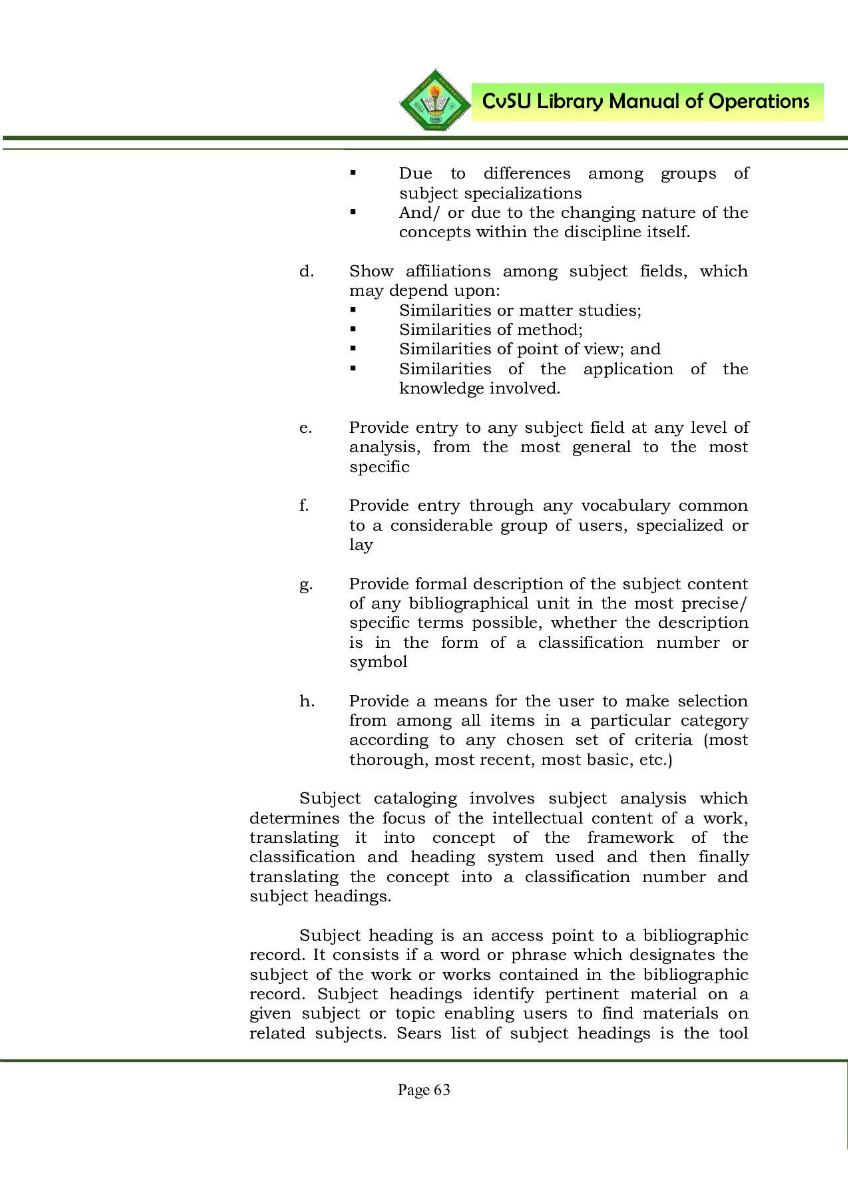 CvSU Library Manual of Operations
▪ Due to differences among groups of
subject specializations
▪ And/ or due to the changing nature of the
concepts within the discipline itself.
d. Show affiliations among subject fields, which
may depend upon:
▪ Similarities or matter studies;
▪ Similarities of method;
▪ Similarities of point of view; and
▪ Similarities of the application of the
knowledge involved.
e. Provide entry to any subject field at any level of
analysis, from the most general to the most
specific
f. Provide entry through any vocabulary common
to a considerable group of users, specialized or
lay
g. Provide formal description of the subject content
of any bibliographical unit in the most precise/
specific terms possible, whether the description
is in the form of a classification number or
symbol
h. Provide a means for the user to make selection
from among all items in a particular category
according to any chosen set of criteria (most
thorough, most recent, most basic, etc.)
Subject cataloging involves subject analysis which
determines the focus of the intellectual content of a work,
translating it into concept of the framework of the
classification and heading system used and then finally
translating the concept into a classification number and
subject headings.
Subject heading is an access point to a bibliographic
record. It consists if a word or phrase which designates the
subject of the work or works contained in the bibliographic
record. Subject headings identify pertinent material on a
given subject or topic enabling users to find materials on
related subjects. Sears list of subject headings is the tool
Page 63